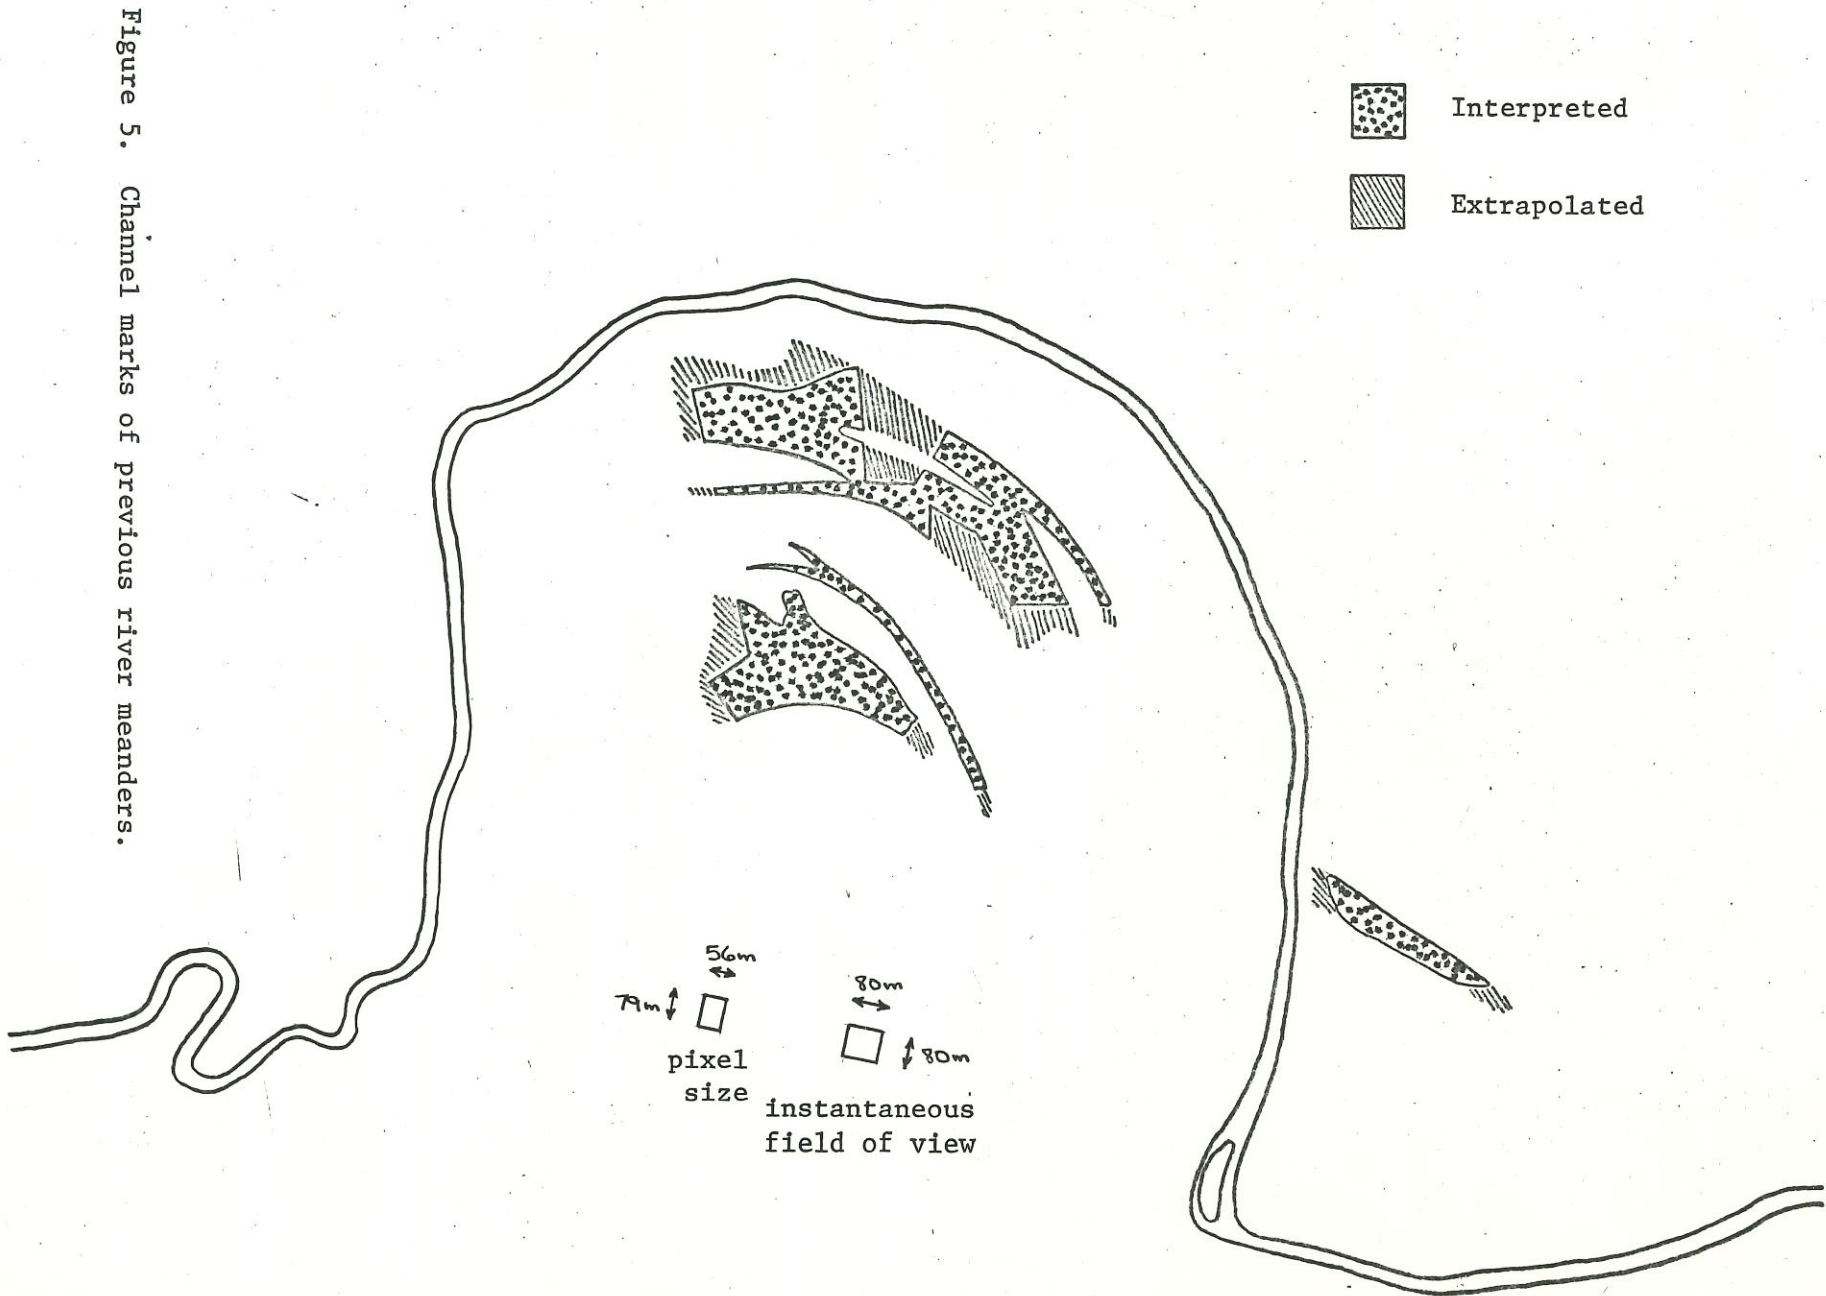 Interpreted
Extrapolated
56m
79m
pixel
size
80m
80m
instantaneous
field of view
Figure 5. Channel marks of previous river meanders.